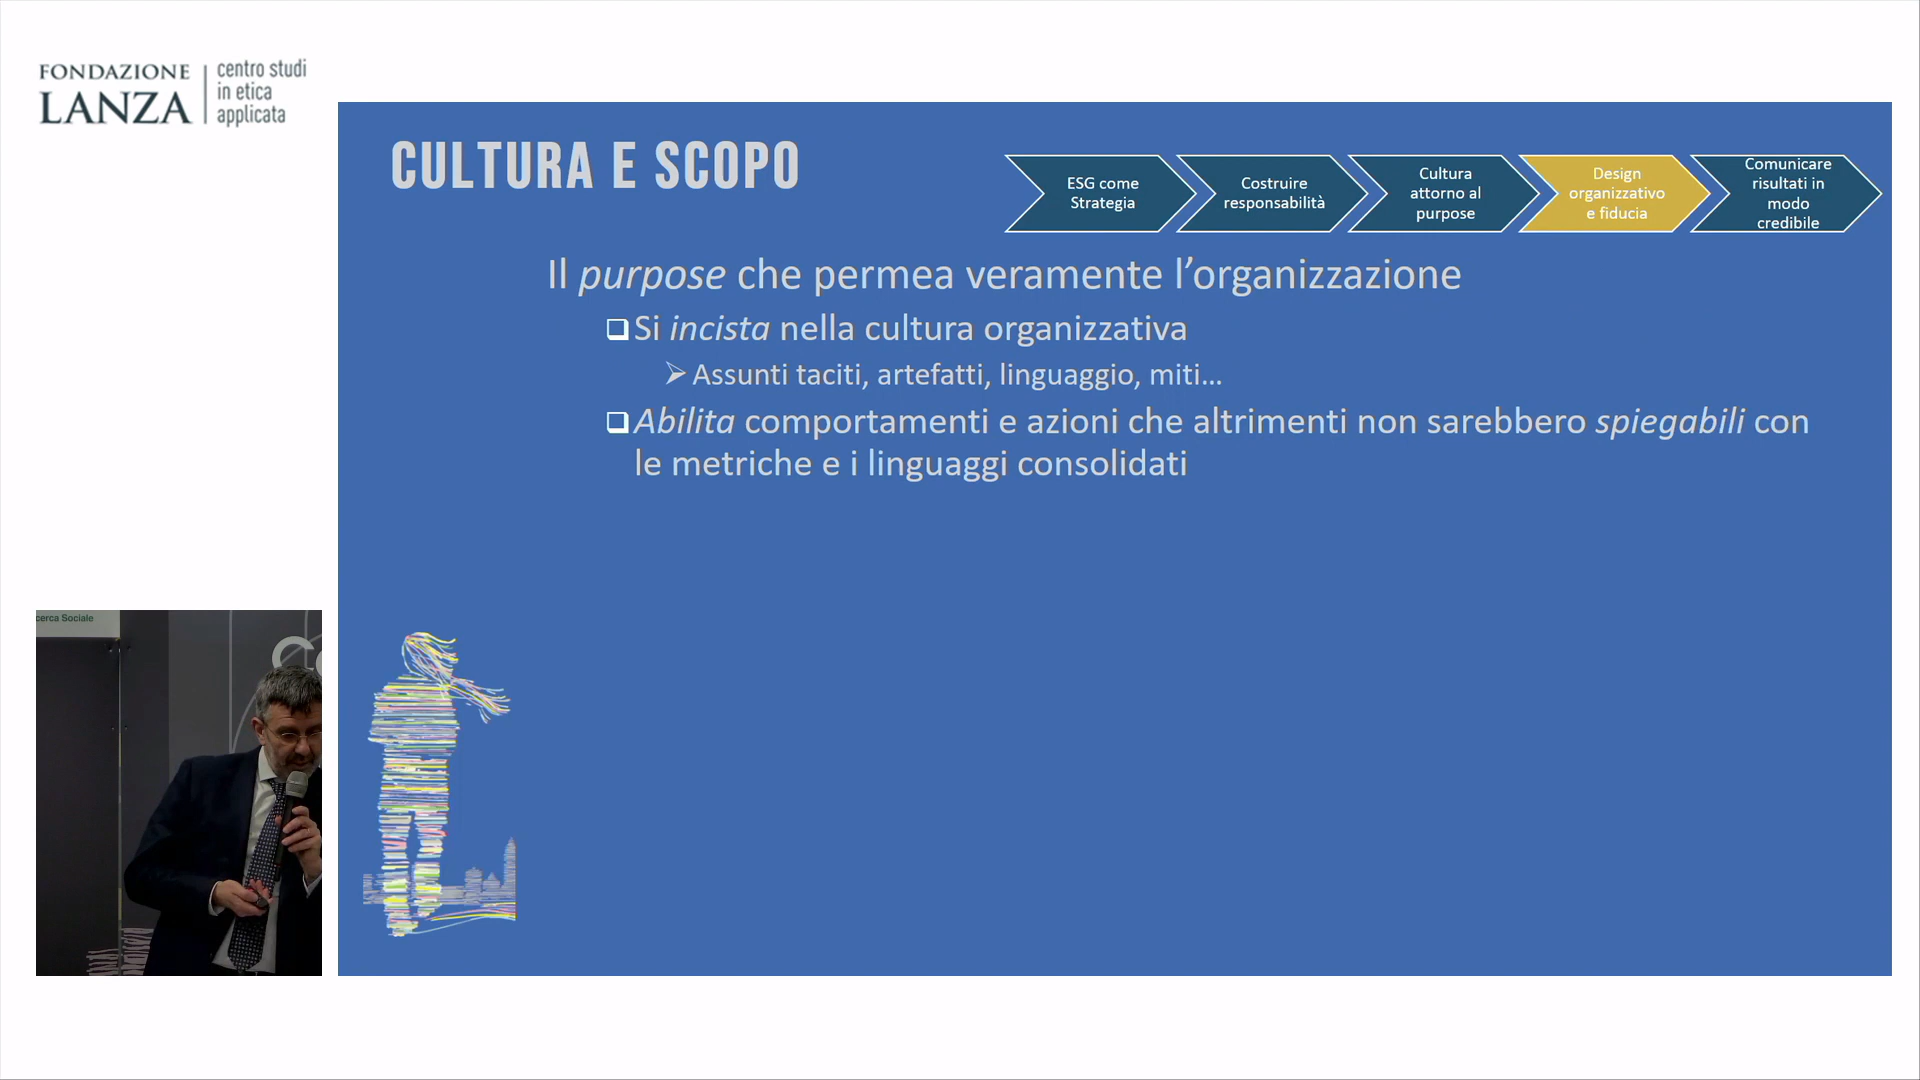 FONDAZIONE
LANZA
centro studi
in etica
applicata
CULTURA E SCOPO
ESG come
Strategia
Costruire
responsabilità
Cultura
attorno al
purpose
Design
organizzativo
e fiducia
Comunicare
risultati in
modo
credibile
Il purpose che permea veramente l’organizzazione
Si incista nella cultura organizzativa
Assunti taciti, artefatti, linguaggio, miti…
Abilita comportamenti e azioni che altrimenti non sarebbero spiegabili con
le metriche e i linguaggi consolidati
cerca Sociale